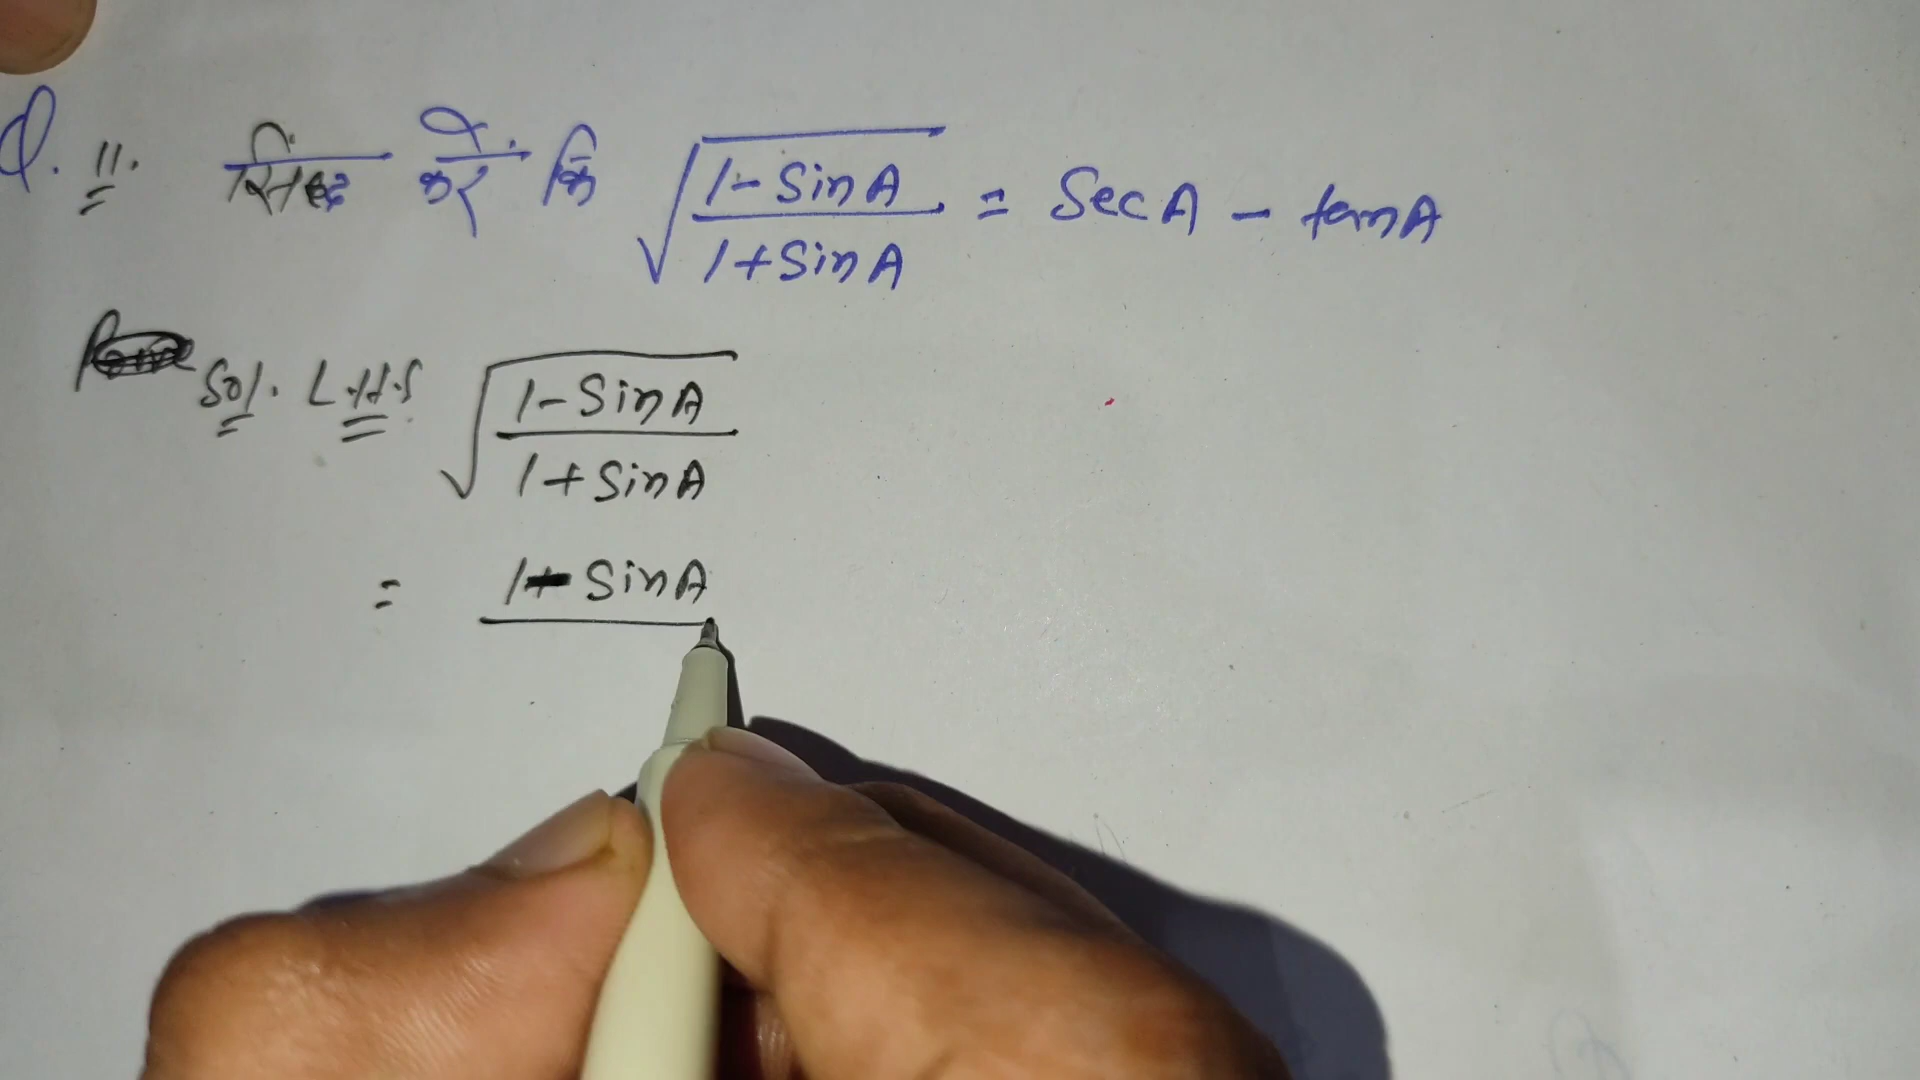 Q. 11. सिद्ध करें कि √(1-SinA / 1+SinA) = SecA - tanA
Sol. L.H.S √(1-SinA / 1+SinA)
= 1-SinA